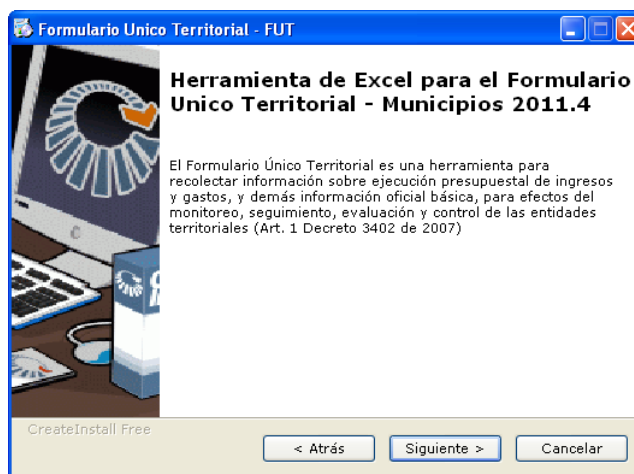 Formulario Unico Territorial - FUT
Herramienta de Excel para el Formulario
Unico Territorial - Municipios 2011.4
El Formulario Único Territorial es una herramienta para
recolectar información sobre ejecución presupuestal de ingresos
y gastos, y demás información oficial básica, para efectos del
monitoreo, seguimiento, evaluación y control de las entidades
territoriales (Art. 1 Decreto 3402 de 2007)
CreateInstall Free
< Atrás
Siguiente >
Cancelar